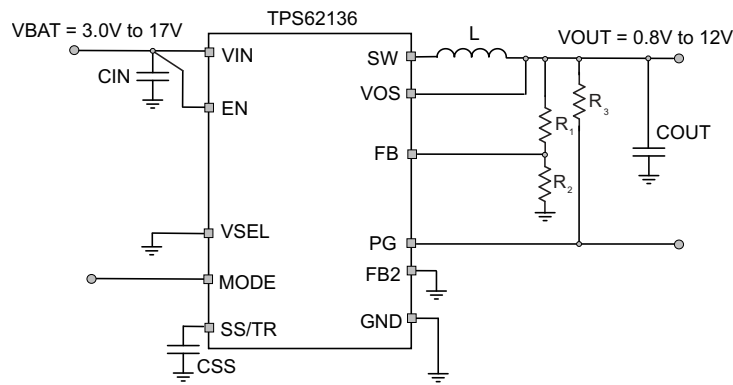 TPS62136
VBAT = 3.0V to 17V
VOUT = 0.8V to 12V
L
VIN
SW
CIN
VOS
R3
EN
R1
COUT
FB
R2
VSEL
PG
MODE
FB2
SS/TR
GND
CSS